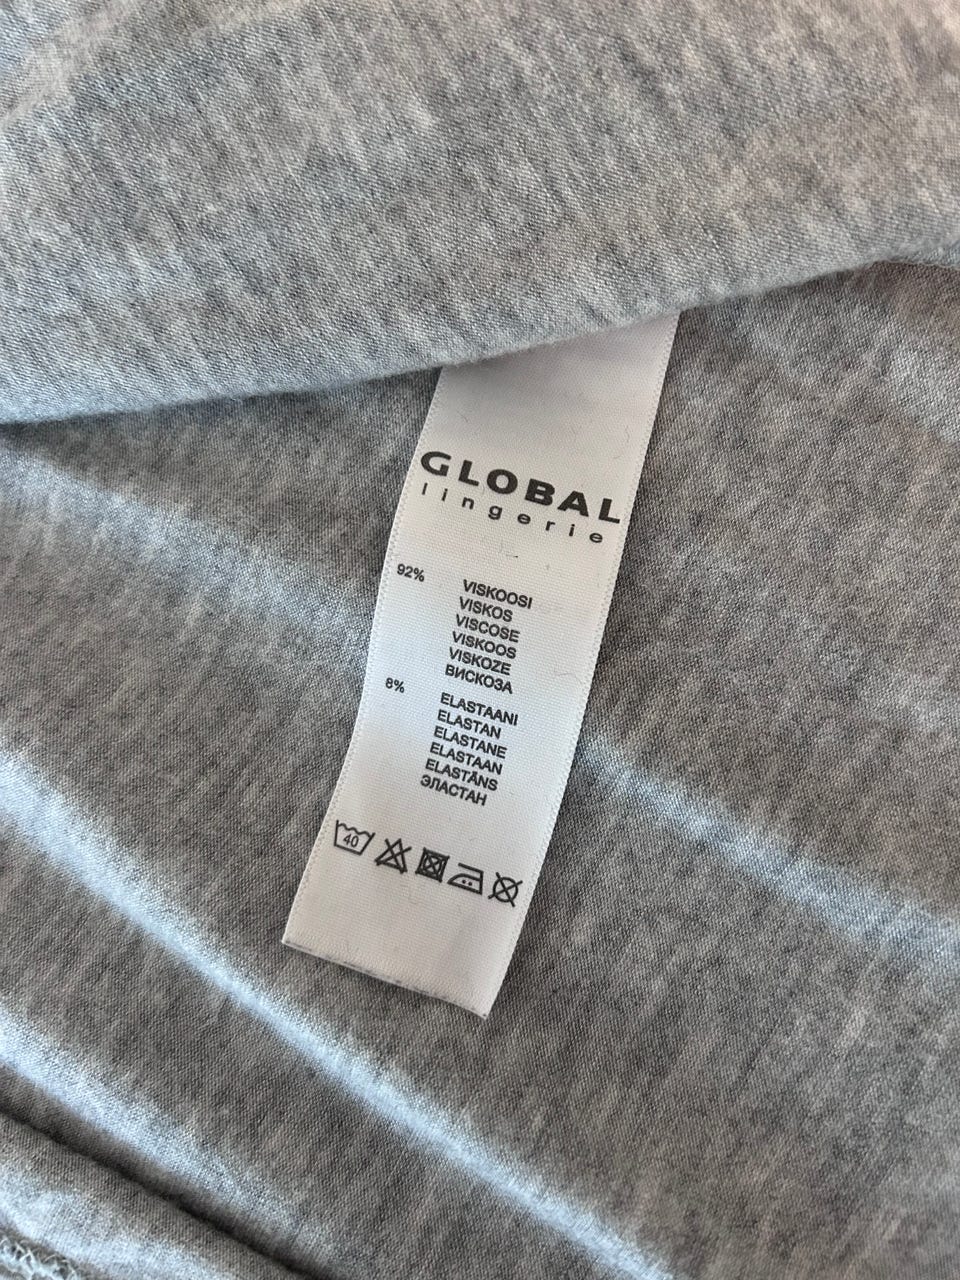 GLOBAL
lingerie
92% VISKOOSI
VISKOS
VISCOSE
VISKOOS
VISKOZE
ВИСКОЗА
8% ELASTAANI
ELASTAN
ELASTANE
ELASTAAN
ELASTĀNS
ЭЛАСТАН
40